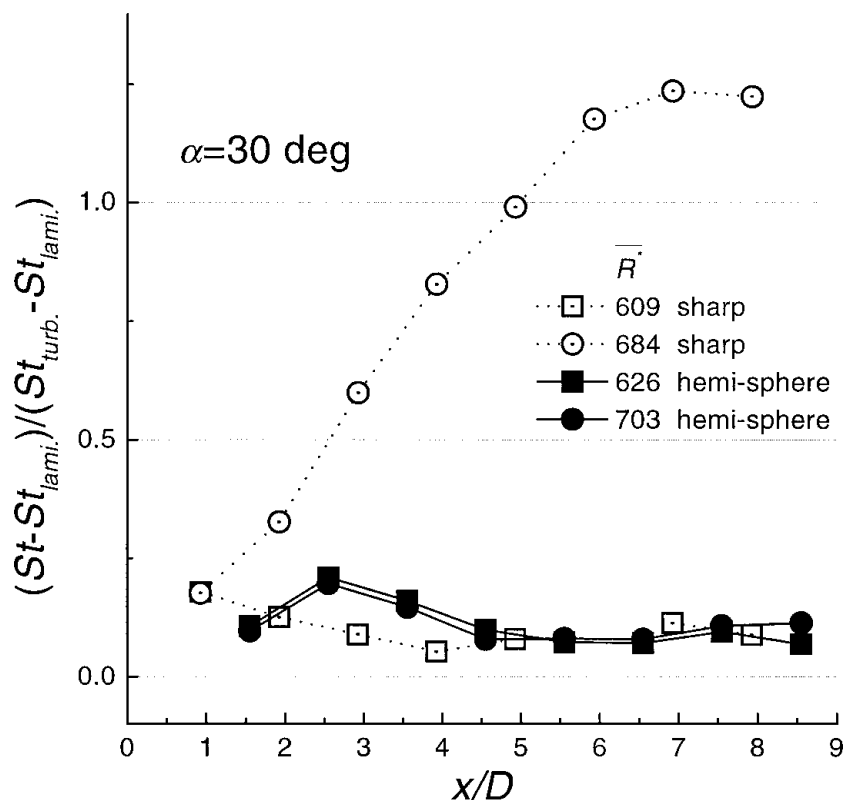 α=30 deg
1.0
0.5
0.0
(St-St_lami.)/(St_turb.-St_lami.)
R*
609 sharp
684 sharp
626 hemi-sphere
703 hemi-sphere
0 1 2 3 4 5 6 7 8 9
x/D